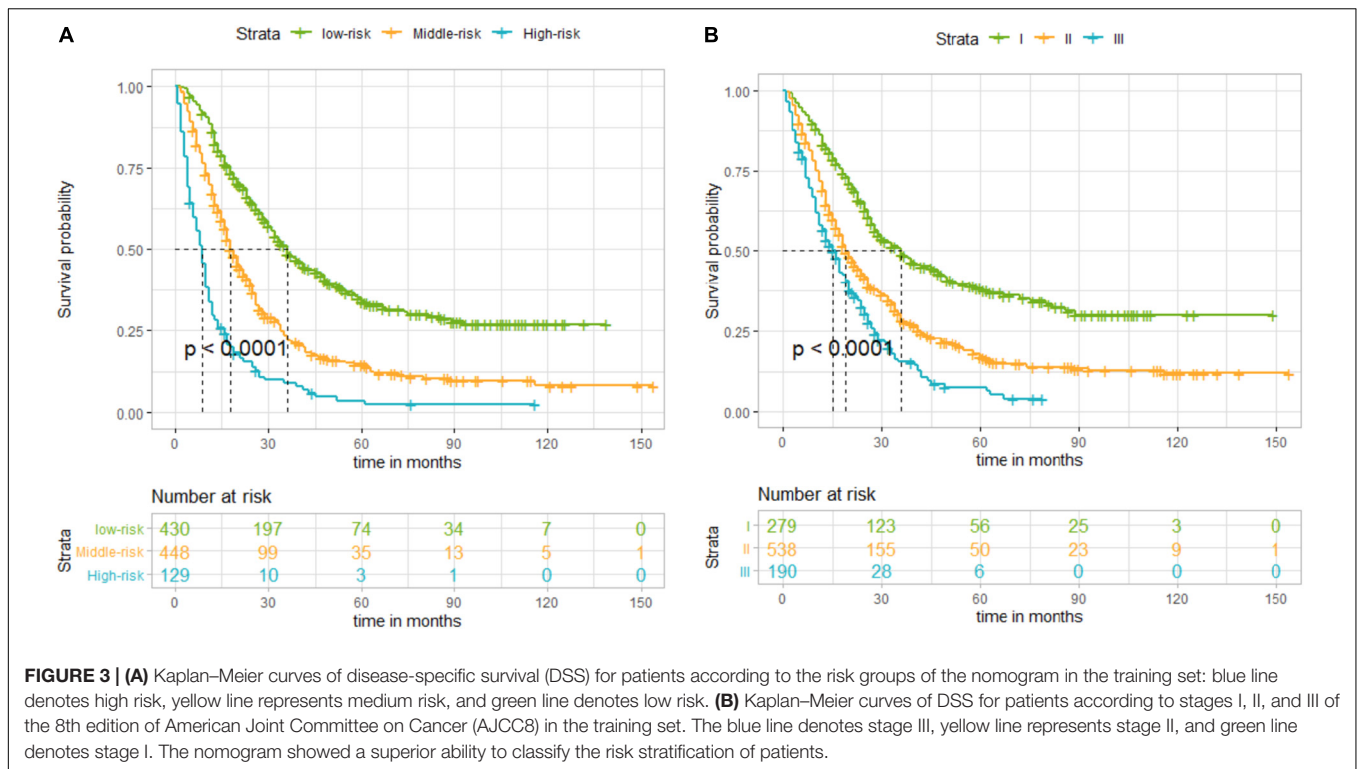 A
Strata low-risk Middle-risk High-risk
Survival probability
1.00
0.75
0.50
0.25
0.00
p < 0.0001
0 30 60 90 120 150
time in months
Number at risk
Strata
low-risk 430 197 74 34 7 0
Middle-risk 448 99 35 13 5 1
High-risk 129 10 3 1 0 0
0 30 60 90 120 150
time in months
B
Strata I II III
Survival probability
1.00
0.75
0.50
0.25
0.00
p < 0.0001
0 30 60 90 120 150
time in months
Number at risk
Strata
I 279 123 56 25 3 0
II 538 155 50 23 9 1
III 190 28 6 0 0 0
0 30 60 90 120 150
time in months
FIGURE 3 | (A) Kaplan–Meier curves of disease-specific survival (DSS) for patients according to the risk groups of the nomogram in the training set: blue line
denotes high risk, yellow line represents medium risk, and green line denotes low risk. (B) Kaplan–Meier curves of DSS for patients according to stages I, II, and III of
the 8th edition of American Joint Committee on Cancer (AJCC8) in the training set. The blue line denotes stage III, yellow line represents stage II, and green line
denotes stage I. The nomogram showed a superior ability to classify the risk stratification of patients.